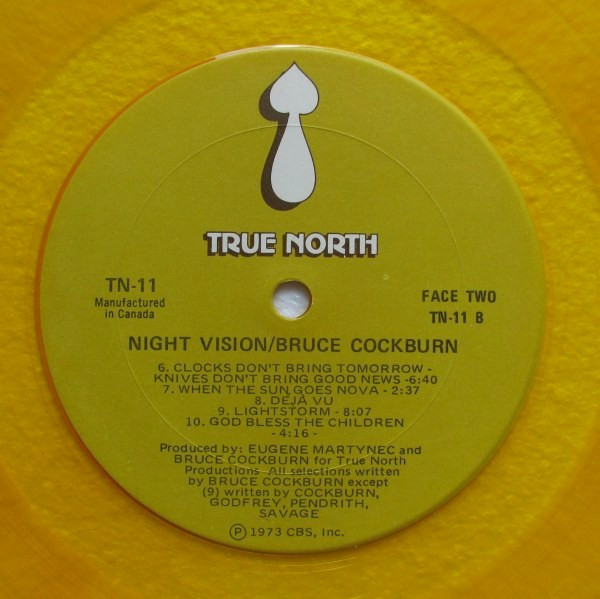 TRUE NORTH
TN-11
Manufactured
in Canada
FACE TWO
TN-11 B
NIGHT VISION/BRUCE COCKBURN
6. CLOCKS DON'T BRING TOMORROW -
KNIVES DON'T BRING GOOD NEWS -6:40
7. WHEN THE SUN GOES NOVA - 2:37
8. DÉJÀ VU
9. LIGHTSTORM - 8:07
10. GOD BLESS THE CHILDREN
- 4:16 -
Produced by: EUGENE MARTYNEC and
BRUCE COCKBURN for True North
Productions All selections written
by BRUCE COCKBURN except
(9) written by COCKBURN,
GODFREY, PENDRITH,
SAVAGE
℗ 1973 CBS, Inc.